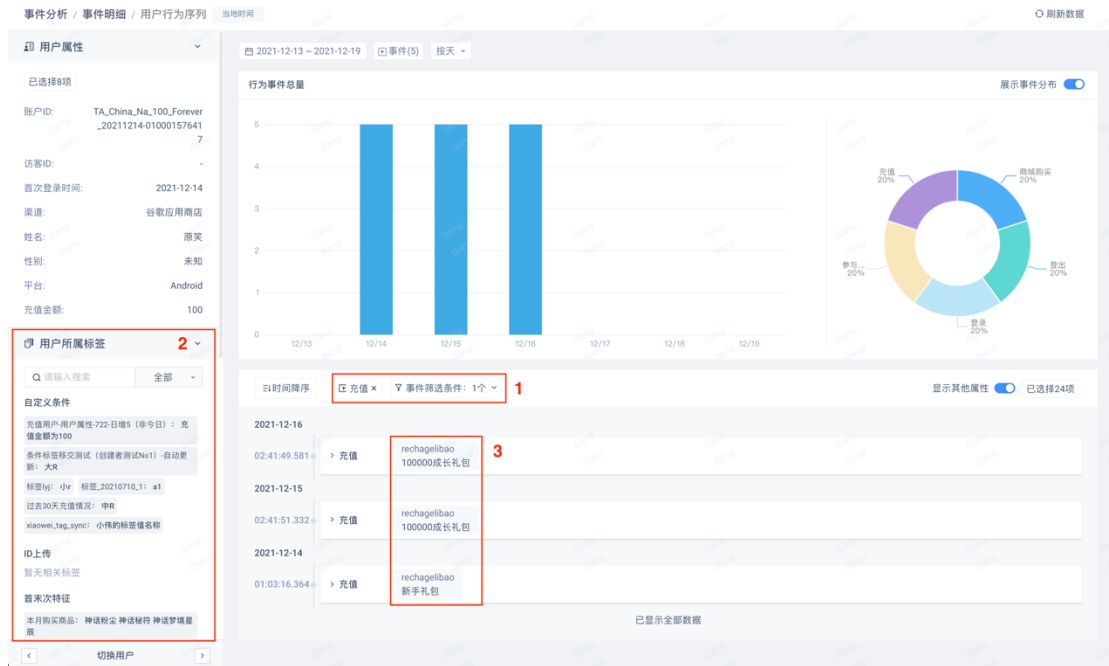 事件分析 / 事件明细 / 用户行为序列 当地时间
刷新数据
用户属性
已选择8项
账户ID: TA_China_Na_100_Forever
_20211214-01000157641
7
访客ID: -
首次登录时间: 2021-12-14
渠道: 谷歌应用商店
姓名: 原笑
性别: 未知
平台: Android
充值金额: 100
用户所属标签 2
请输入搜索 全部
自定义条件
充值用户-用户属性-722-日增5（非今日）: 充
值金额为100
条件标签移交测试（创建者测试No1）-自动更
新: 大R
标签lyj: 小r 标签_20210710_1: a1
过去30天充值情况: 中R
xiaowei_tag_sync: 小伟的标签值名称
ID上传
暂无相关标签
首末次特征
本月购买商品: 神话粉尘 神话秘符 神话梦境星
辰
< 切换用户 >
2021-12-13 ~ 2021-12-19 事件(5) 按天
行为事件总量
展示事件分布
5
4
3
2
1
0
12/13 12/14 12/15 12/16 12/17 12/18 12/19
充值
20%
商城购买
20%
参与...
20%
登出
20%
登录
20%
时间降序 充值 × 事件筛选条件: 1个 1
显示其他属性 已选择24项
2021-12-16
02:41:49.581 > 充值 rechagelibao
100000成长礼包
3
2021-12-15
02:41:51.332 > 充值 rechagelibao
100000成长礼包
2021-12-14
01:03:16.364 > 充值 rechagelibao
新手礼包
已显示全部数据